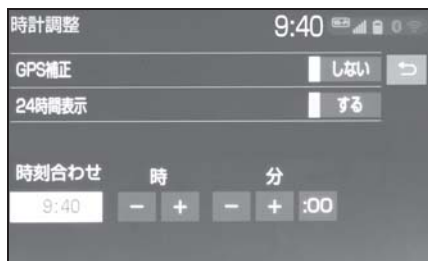 時計調整 9:40
GPS補正 しない
24時間表示 する
時刻合わせ 時 分
9:40 − + − + :00